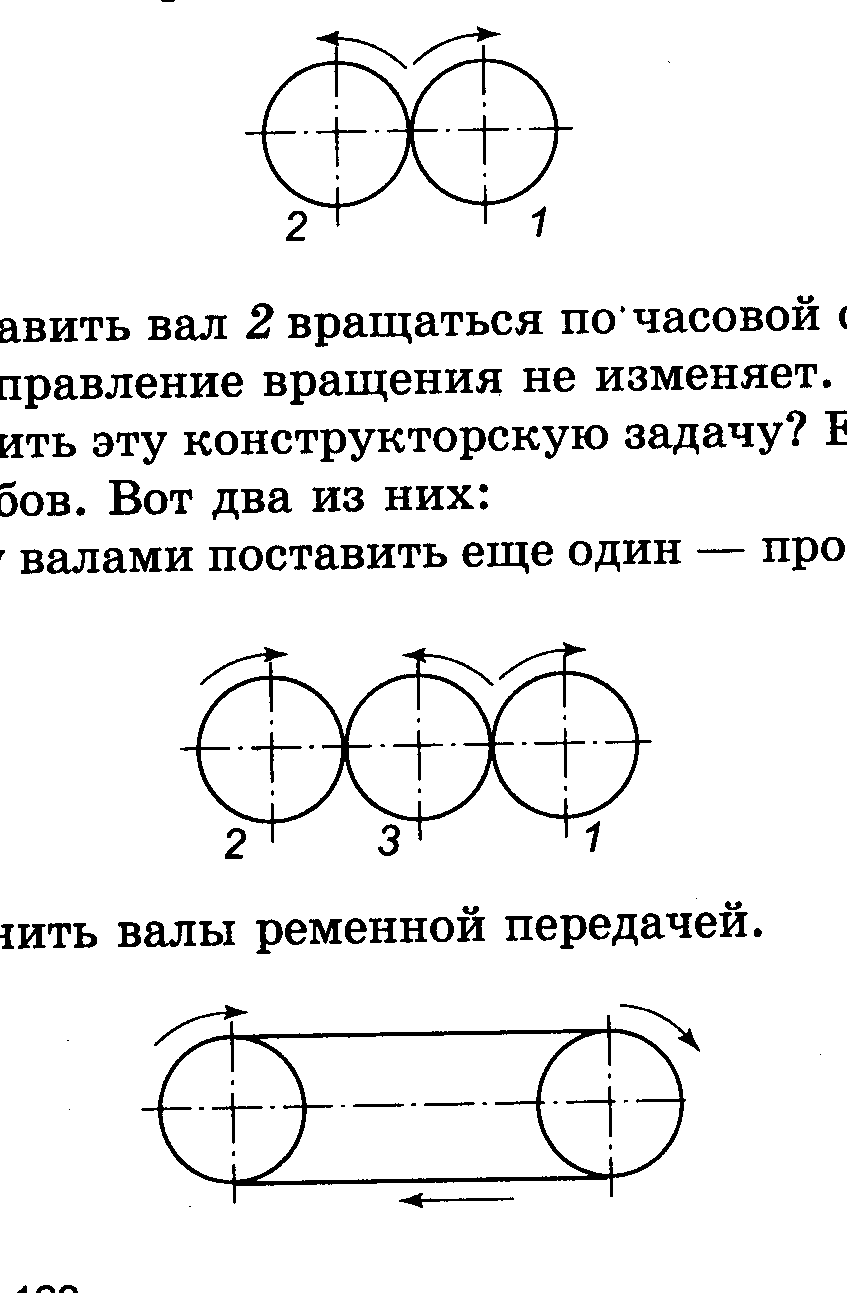 2 1
авить вал 2 вращаться по часовой
правление вращения не изменяет.
ить эту конструкторскую задачу?
бов. Вот два из них:
валами поставить еще один — про
2 3 1
нить валы ременной передачей.